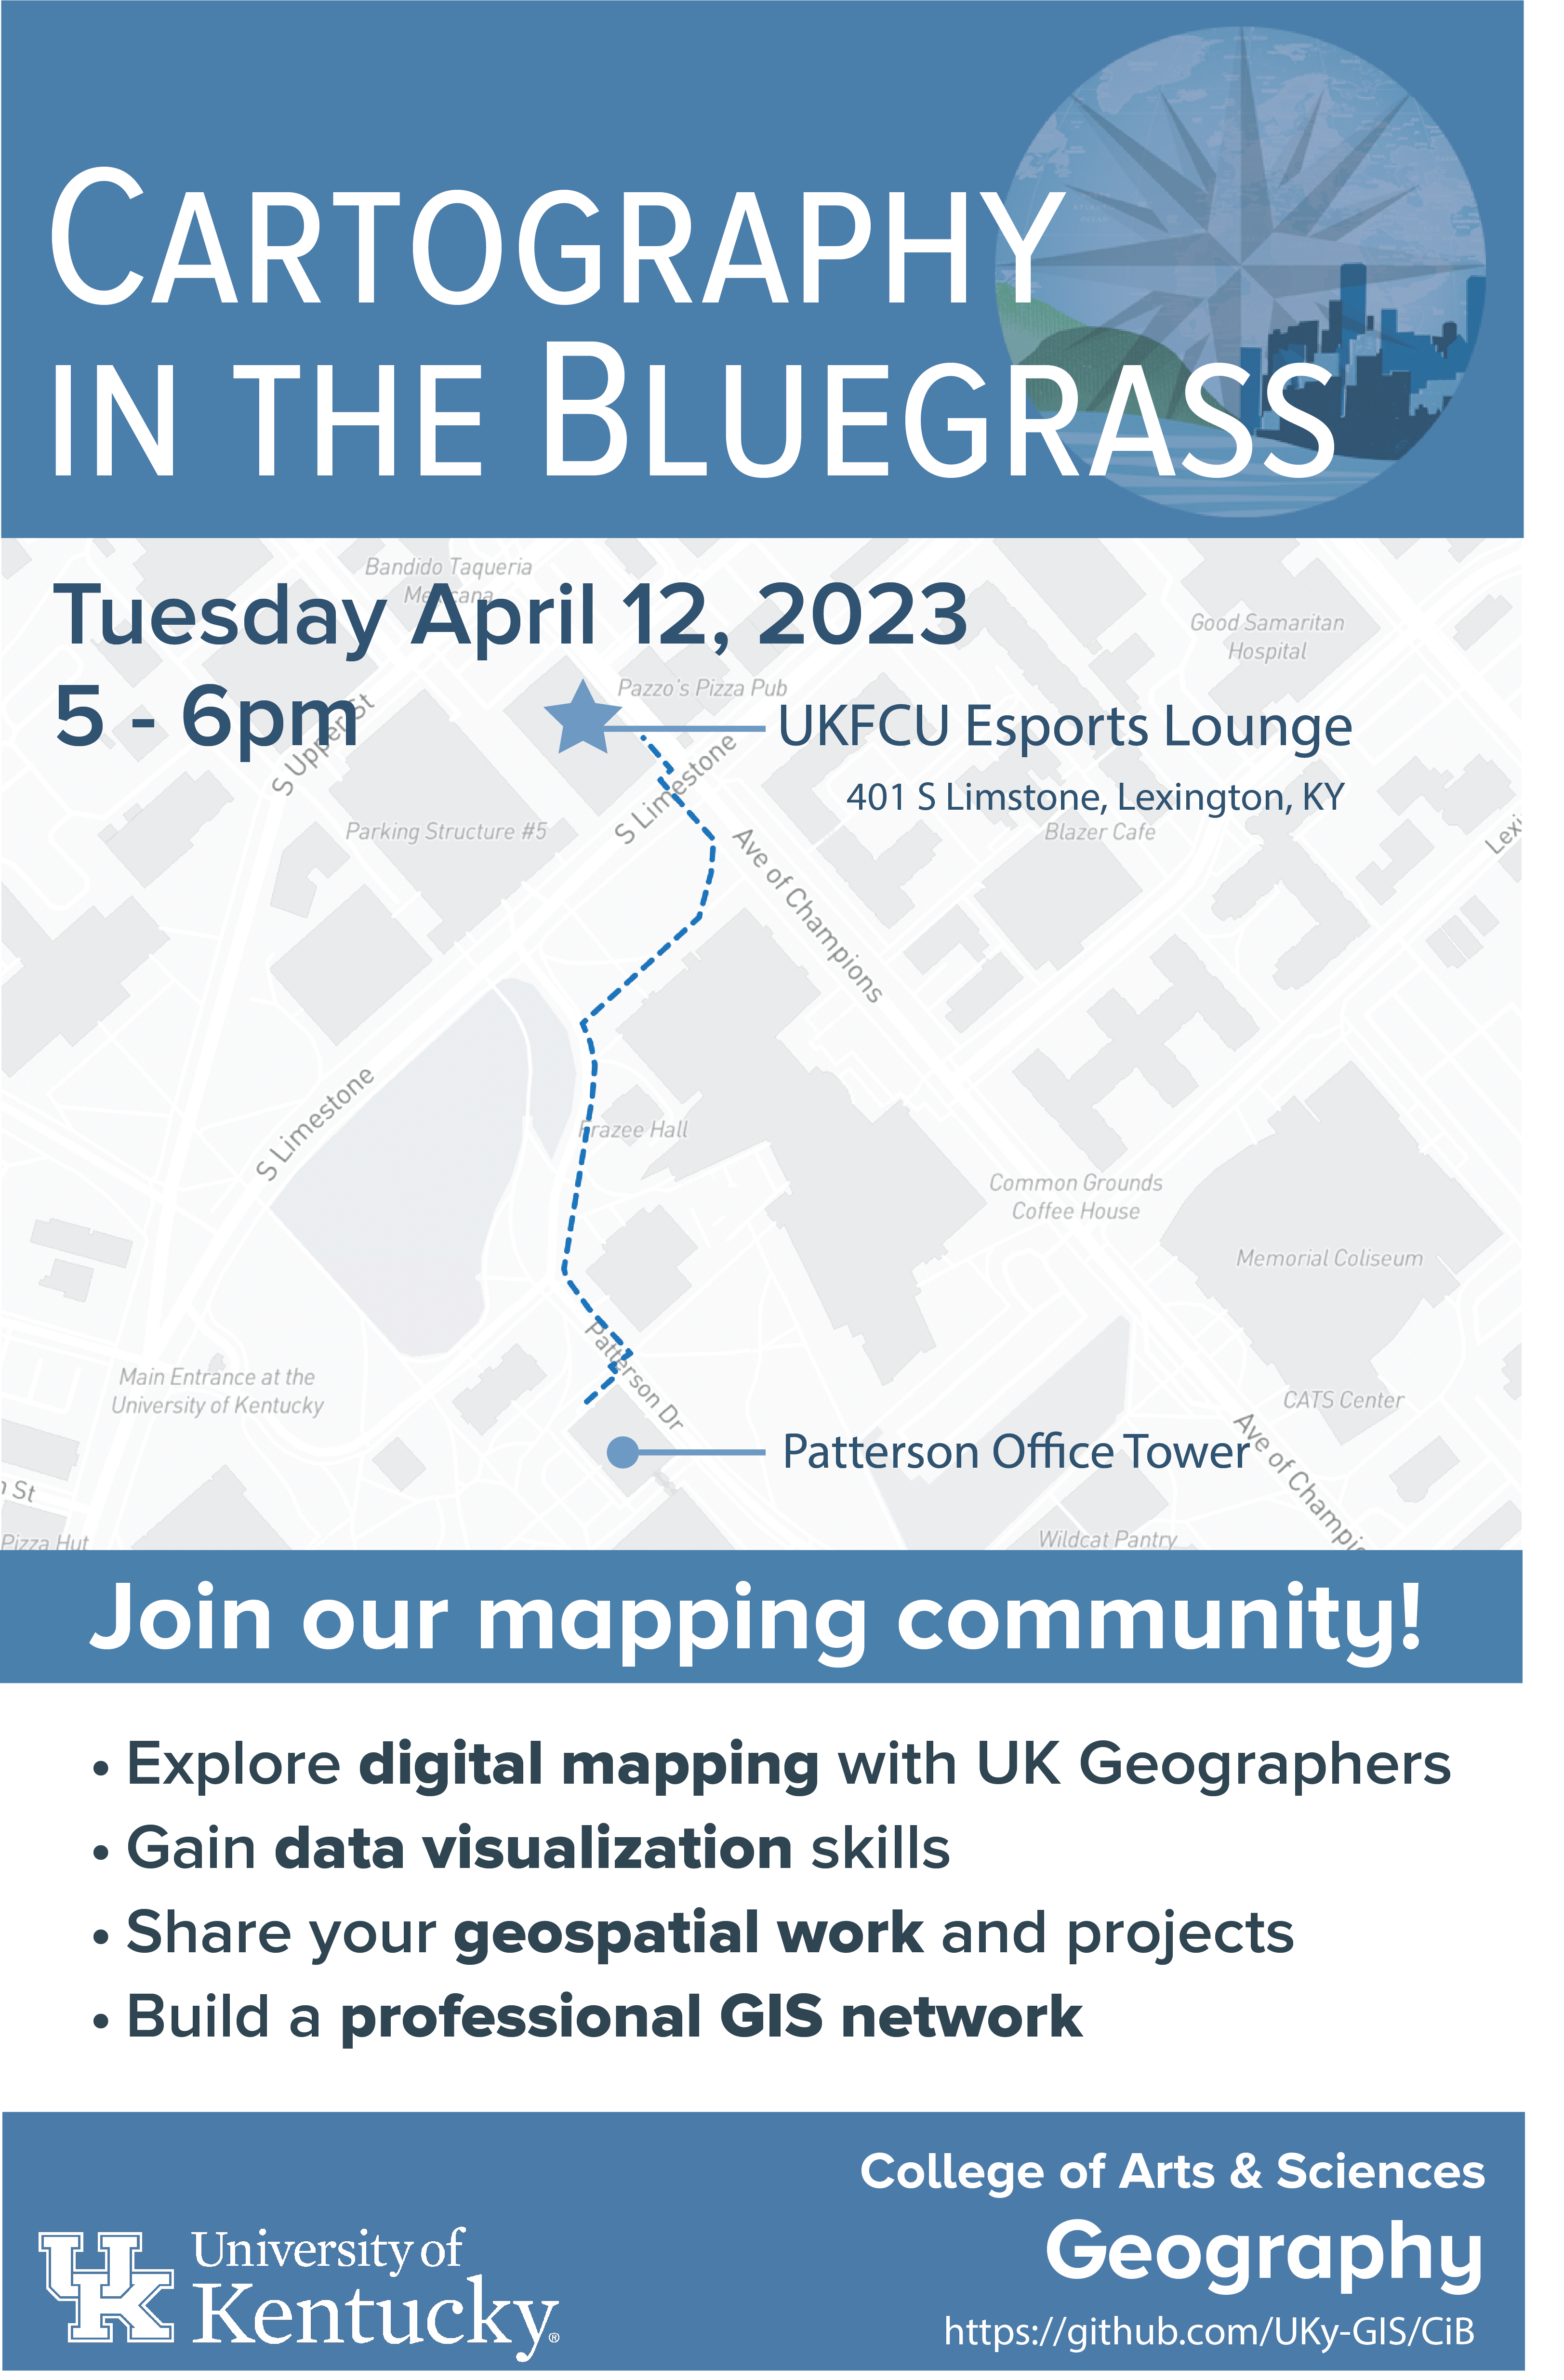 CARTOGRAPHY
IN THE BLUEGRASS
Bandido Taqueria
Mexicana
Tuesday April 12, 2023
Good Samaritan
Hospital
5 - 6pm
Pazzo's Pizza Pub
UKFCU Esports Lounge
S Upper St
S Limestone
401 S Limstone, Lexington, KY
Parking Structure #5
Blazer Cafe
Lexi
Ave of Champions
S Limestone
Frazee Hall
Common Grounds
Coffee House
Memorial Coliseum
Patterson Dr
Main Entrance at the
University of Kentucky
CATS Center
Patterson Office Tower
Ave of Champi
n St
Pizza Hut
Wildcat Pantry
Join our mapping community!
• Explore digital mapping with UK Geographers
• Gain data visualization skills
• Share your geospatial work and projects
• Build a professional GIS network
College of Arts & Sciences
Geography
https://github.com/UKy-GIS/CiB
UK
University of
Kentucky®